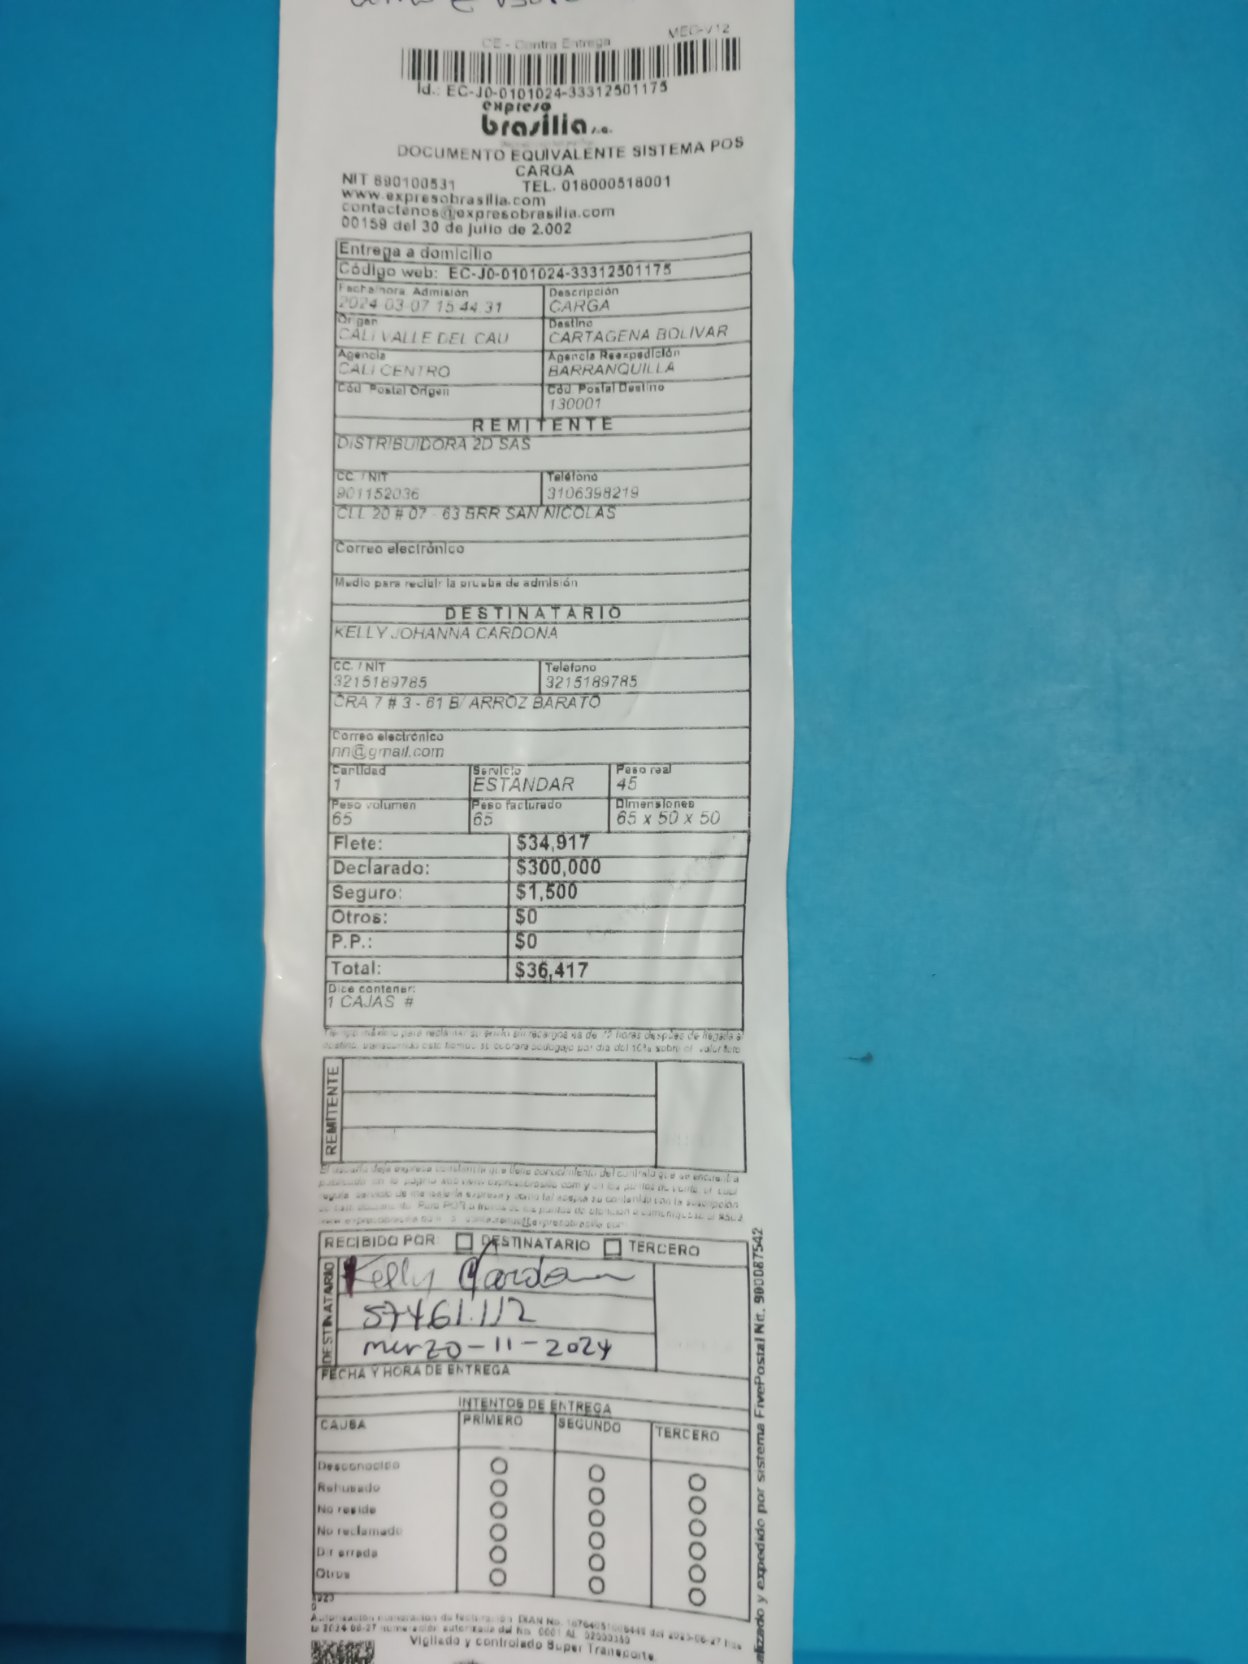 CE - Contra Entrega MEC-V12
Id.: EC-J0-0101024-33312501175
expreso
brasilia s.a.
DOCUMENTO EQUIVALENTE SISTEMA POS
CARGA
NIT 890100531 TEL. 018000518001
www.expresobrasilia.com
contactenos@expresobrasilia.com
00159 del 30 de julio de 2.002
Entrega a domicilio
Código web: EC-J0-0101024-33312501175
Fecha/hora Admisión Descripción
2024 03 07 15 44 31 CARGA
Origen Destino
CALI VALLE DEL CAU CARTAGENA BOLIVAR
Agencia Agencia Reexpedición
CALI CENTRO BARRANQUILLA
Cód. Postal Origen Cód. Postal Destino
130001
REMITENTE
DISTRIBUIDORA 2D SAS
CC. / NIT Teléfono
901152036 3106398219
CLL 20 # 07 - 63 BRR SAN NICOLAS
Correo electrónico
Medio para recibir la prueba de admisión
DESTINATARIO
KELLY JOHANNA CARDONA
CC. / NIT Teléfono
3215189785 3215189785
CRA 7 # 3 - 61 B/ ARROZ BARATO
Correo electrónico
nn@gmail.com
Cantidad Servicio Peso real
1 ESTANDAR 45
Peso volumen Peso facturado Dimensiones
65 65 65 x 50 x 50
Flete: $34,917
Declarado: $300,000
Seguro: $1,500
Otros: $0
P.P.: $0
Total: $36,417
Dice contener:
1 CAJAS #
REMITENTE
RECIBIDO POR DESTINATARIO TERCERO
DESTINATARIO
Kelly Cardona
57461.112
marzo-11-2024
FECHA Y HORA DE ENTREGA
INTENTOS DE ENTREGA
CAUSA PRIMERO SEGUNDO TERCERO
Desconocido
Rehusado
No reside
No reclamado
Dir errada
Otros
Vigilado y controlado Super Transporte
alizado y expedido por sistema FivePostal Nit. 900087542